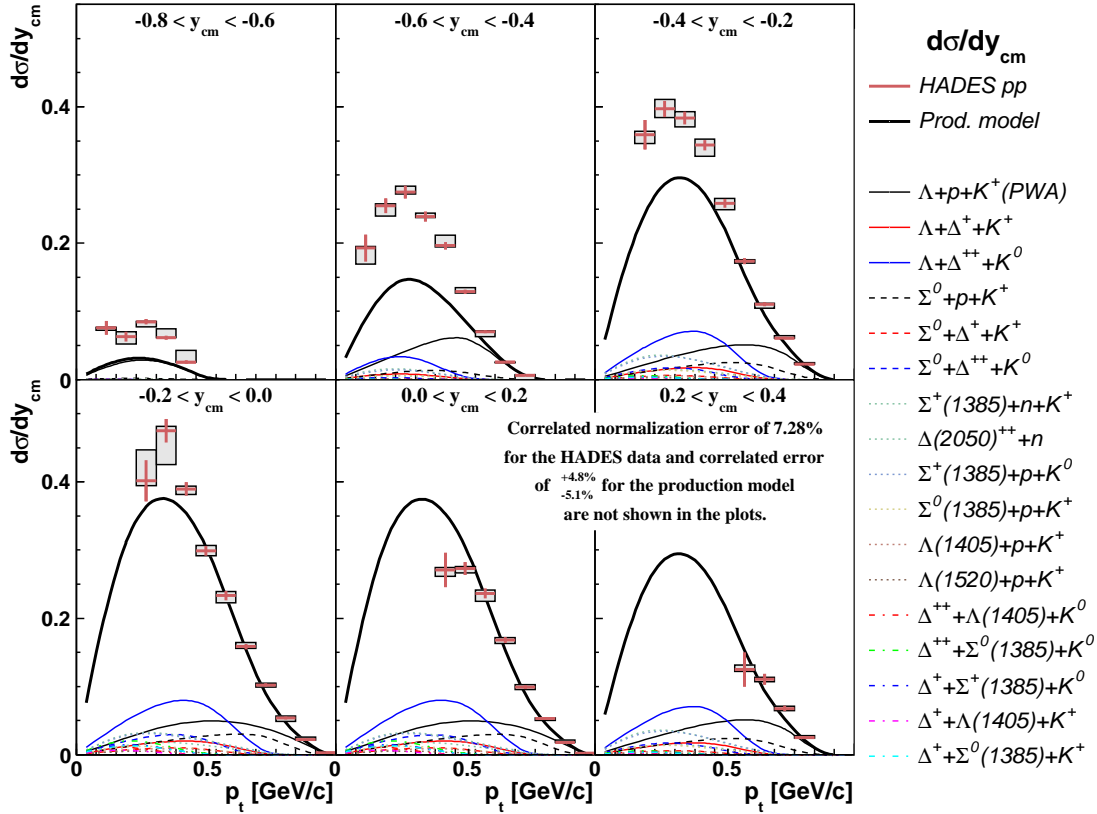 -0.8 < y_cm < -0.6
-0.6 < y_cm < -0.4
-0.4 < y_cm < -0.2
dσ/dy_cm
0.4
0.2
0
dσ/dy_cm
HADES pp
Prod. model
Λ+p+K⁺(PWA)
Λ+Δ⁺+K⁺
Λ+Δ⁺⁺+K⁰
Σ⁰+p+K⁺
Σ⁰+Δ⁺+K⁺
Σ⁰+Δ⁺⁺+K⁰
Σ⁺(1385)+n+K⁺
Δ(2050)⁺⁺+n
Σ⁺(1385)+p+K⁰
Σ⁰(1385)+p+K⁺
Λ(1405)+p+K⁺
Λ(1520)+p+K⁺
Δ⁺⁺+Λ(1405)+K⁰
Δ⁺⁺+Σ⁰(1385)+K⁰
Δ⁺+Σ⁺(1385)+K⁰
Δ⁺+Λ(1405)+K⁺
Δ⁺+Σ⁰(1385)+K⁺
-0.2 < y_cm < 0.0
0.0 < y_cm < 0.2
0.2 < y_cm < 0.4
dσ/dy_cm
0.4
0.2
0
Correlated normalization error of 7.28%
for the HADES data and correlated error
of +4.8% -5.1% for the production model
are not shown in the plots.
0
0.5
0
0.5
0
0.5
p_t [GeV/c]
p_t [GeV/c]
p_t [GeV/c]